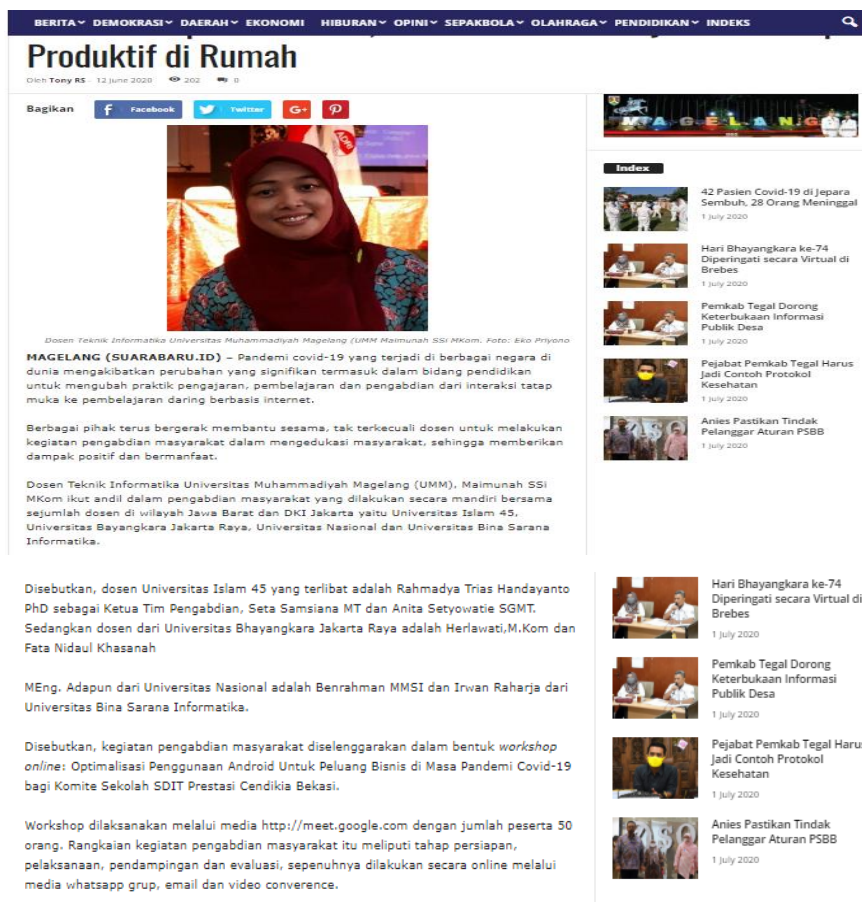 BERITA DEMOKRASI DAERAH EKONOMI HIBURAN OPINI SEPAKBOLA OLAHRAGA PENDIDIKAN INDEKS
Produktif di Rumah
Oleh Tony RS - 12 June 2020 202 0
Bagikan
Facebook
Twitter
G+
ADRI
Dosen Teknik Informatika Universitas Muhammadiyah Magelang (UMM Maimunah SSi MKom. Foto: Eko Priyono
MAGELANG (SUARABARU.ID) – Pandemi covid-19 yang terjadi di berbagai negara di
dunia mengakibatkan perubahan yang signifikan termasuk dalam bidang pendidikan
untuk mengubah praktik pengajaran, pembelajaran dan pengabdian dari interaksi tatap
muka ke pembelajaran daring berbasis internet.
Berbagai pihak terus bergerak membantu sesama, tak terkecuali dosen untuk melakukan
kegiatan pengabdian masyarakat dalam mengedukasi masyarakat, sehingga memberikan
dampak positif dan bermanfaat.
Dosen Teknik Informatika Universitas Muhammadiyah Magelang (UMM), Maimunah SSi
MKom ikut andil dalam pengabdian masyarakat yang dilakukan secara mandiri bersama
sejumlah dosen di wilayah Jawa Barat dan DKI Jakarta yaitu Universitas Islam 45,
Universitas Bayangkara Jakarta Raya, Universitas Nasional dan Universitas Bina Sarana
Informatika.
MAGELANG
Index
42 Pasien Covid-19 di Jepara
Sembuh, 28 Orang Meninggal
1 July 2020
Hari Bhayangkara ke-74
Diperingati secara Virtual di
Brebes
1 July 2020
Pemkab Tegal Dorong
Keterbukaan Informasi
Publik Desa
1 July 2020
Pejabat Pemkab Tegal Harus
Jadi Contoh Protokol
Kesehatan
1 July 2020
Anies Pastikan Tindak
Pelanggar Aturan PSBB
1 July 2020
Disebutkan, dosen Universitas Islam 45 yang terlibat adalah Rahmadya Trias Handayanto
PhD sebagai Ketua Tim Pengabdian, Seta Samsiana MT dan Anita Setyowatie SGMT.
Sedangkan dosen dari Universitas Bhayangkara Jakarta Raya adalah Herlawati,M.Kom dan
Fata Nidaul Khasanah
MEng. Adapun dari Universitas Nasional adalah Benrahman MMSI dan Irwan Raharja dari
Universitas Bina Sarana Informatika.
Disebutkan, kegiatan pengabdian masyarakat diselenggarakan dalam bentuk workshop
online: Optimalisasi Penggunaan Android Untuk Peluang Bisnis di Masa Pandemi Covid-19
bagi Komite Sekolah SDIT Prestasi Cendikia Bekasi.
Workshop dilaksanakan melalui media http://meet.google.com dengan jumlah peserta 50
orang. Rangkaian kegiatan pengabdian masyarakat itu meliputi tahap persiapan,
pelaksanaan, pendampingan dan evaluasi, sepenuhnya dilakukan secara online melalui
media whatsapp grup, email dan video converence.
Hari Bhayangkara ke-74
Diperingati secara Virtual di
Brebes
1 July 2020
Pemkab Tegal Dorong
Keterbukaan Informasi
Publik Desa
1 July 2020
Pejabat Pemkab Tegal Harus
Jadi Contoh Protokol
Kesehatan
1 July 2020
Anies Pastikan Tindak
Pelanggar Aturan PSBB
1 July 2020